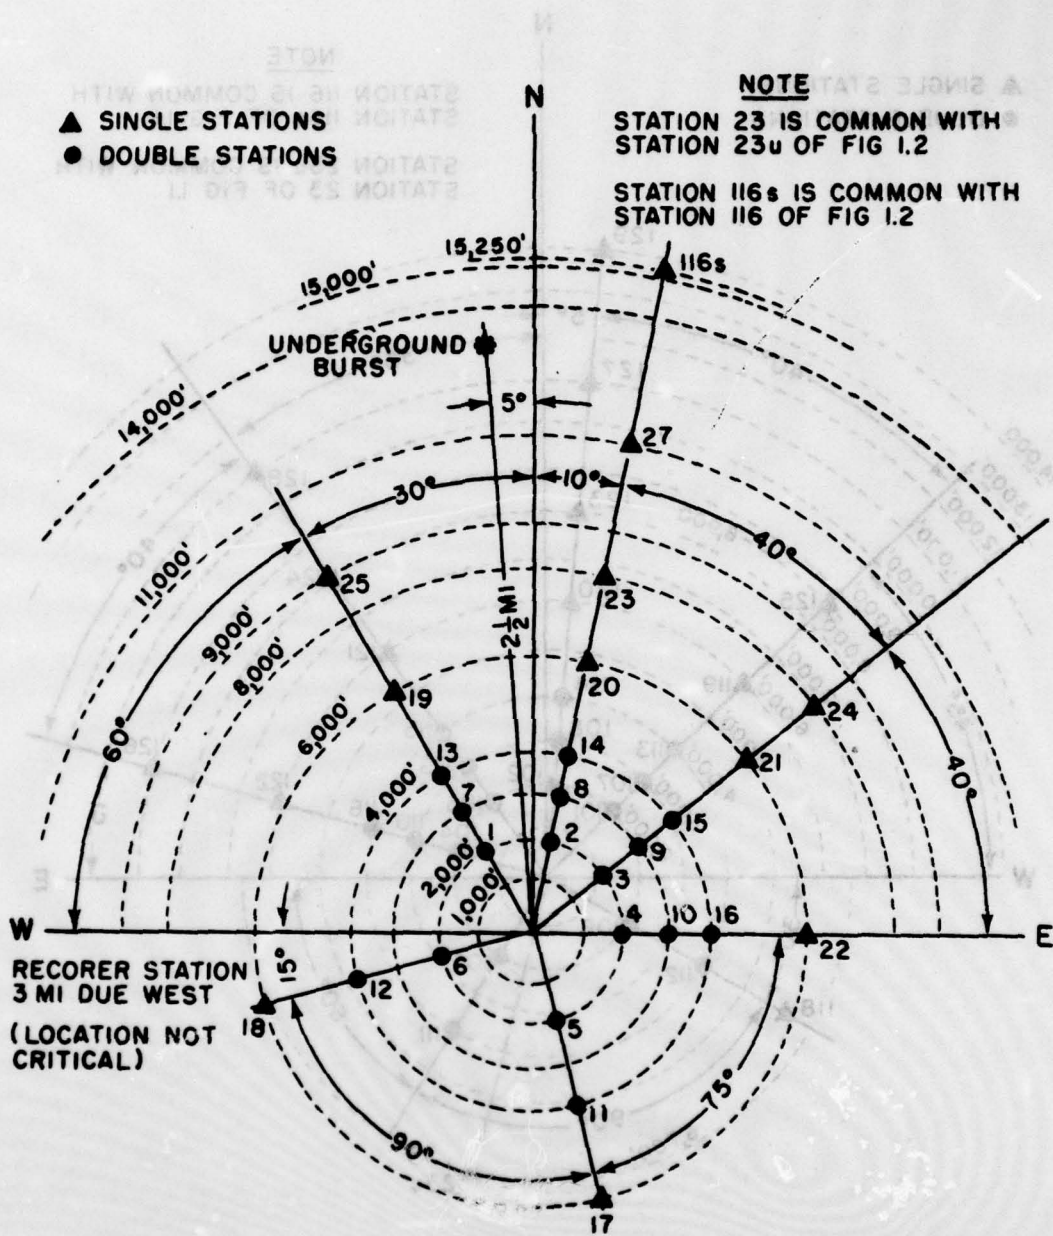 N
▲ SINGLE STATIONS
● DOUBLE STATIONS
NOTE
STATION 23 IS COMMON WITH
STATION 23u OF FIG 1.2
STATION 116s IS COMMON WITH
STATION 116 OF FIG 1.2
15,250'
15,000'
116s
UNDERGROUND
BURST
14,000'
5°
27
30°
10°
40°
11,000'
25
23
9,000'
2½ MI
8,000'
20
60°
19
24
6,000'
21
40°
13
14
4,000'
7
8
15
1
2
9
2,000'
3
1,000'
4
10
16
W
E
22
RECORER STATION
3 MI DUE WEST
15°
6
12
18
(LOCATION NOT
CRITICAL)
5
11
75°
90°
17